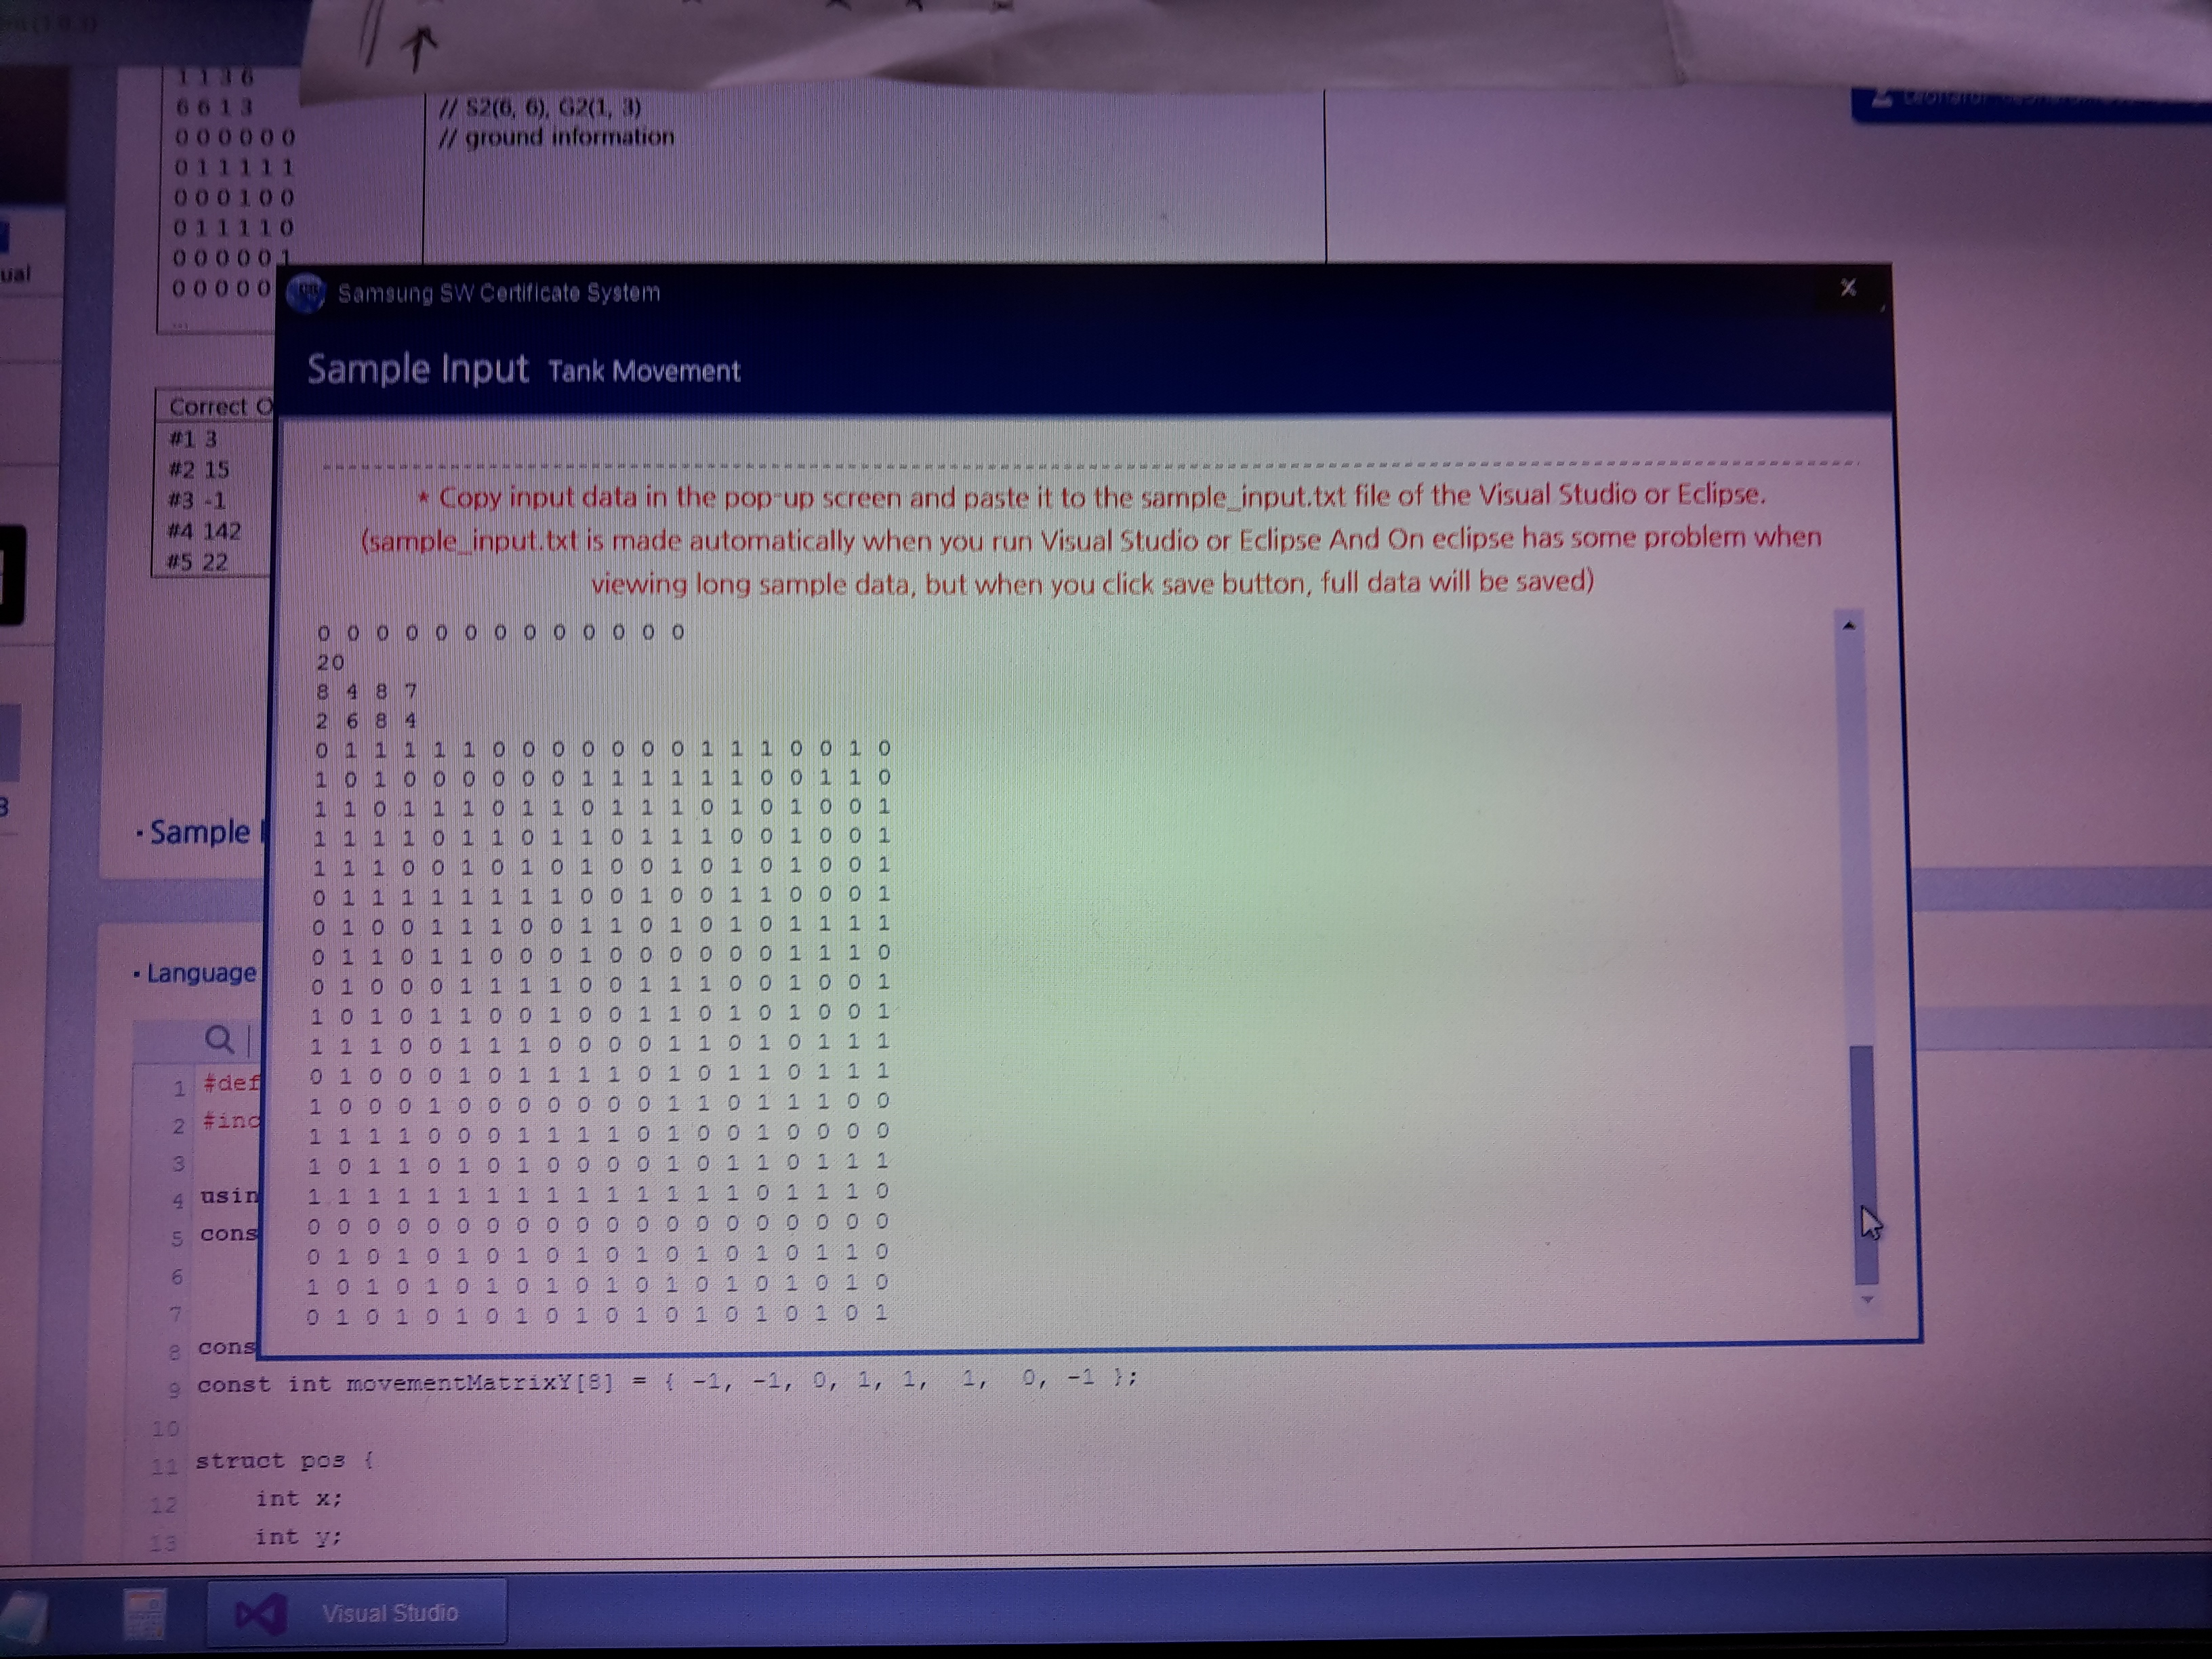 1 1 3 6
6 6 1 3
0 0 0 0 0 0
0 1 1 1 1 1
0 0 0 1 0 0
0 1 1 1 1 0
0 0 0 0 0 1
0 0 0 0 0
...
// S2(6, 6), G2(1, 3)
// ground information
ual
Correct O
#1 3
#2 15
#3 -1
#4 142
#5 22
Samsung SW Certificate System
Sample Input Tank Movement
* Copy input data in the pop-up screen and paste it to the sample_input.txt file of the Visual Studio or Eclipse.
(sample_input.txt is made automatically when you run Visual Studio or Eclipse And On eclipse has some problem when
viewing long sample data, but when you click save button, full data will be saved)
0 0 0 0 0 0 0 0 0 0 0 0 0
20
8 4 8 7
2 6 8 4
0 1 1 1 1 1 0 0 0 0 0 0 0 1 1 1 0 0 1 0
1 0 1 0 0 0 0 0 0 1 1 1 1 1 1 0 0 1 1 0
1 1 0 1 1 1 0 1 1 0 1 1 1 0 1 0 1 0 0 1
1 1 1 1 0 1 1 0 1 1 0 1 1 1 0 0 1 0 0 1
1 1 1 0 0 1 0 1 0 1 0 0 1 0 1 0 1 0 0 1
0 1 1 1 1 1 1 1 1 0 0 1 0 0 1 1 0 0 0 1
0 1 0 0 1 1 1 0 0 1 1 0 1 0 1 0 1 1 1 1
0 1 1 0 1 1 0 0 0 1 0 0 0 0 0 0 1 1 1 0
0 1 0 0 0 1 1 1 1 0 0 1 1 1 0 0 1 0 0 1
1 0 1 0 1 1 0 0 1 0 0 1 1 0 1 0 1 0 0 1
1 1 1 0 0 1 1 1 0 0 0 0 1 1 0 1 0 1 1 1
0 1 0 0 0 1 0 1 1 1 1 0 1 0 1 1 0 1 1 1
1 0 0 0 1 0 0 0 0 0 0 0 1 1 0 1 1 1 0 0
1 1 1 1 0 0 0 1 1 1 1 0 1 0 0 1 0 0 0 0
1 0 1 1 0 1 0 1 0 0 0 0 1 0 1 1 0 1 1 1
1 1 1 1 1 1 1 1 1 1 1 1 1 1 1 0 1 1 1 0
0 0 0 0 0 0 0 0 0 0 0 0 0 0 0 0 0 0 0 0
0 1 0 1 0 1 0 1 0 1 0 1 0 1 0 1 0 1 1 0
1 0 1 0 1 0 1 0 1 0 1 0 1 0 1 0 1 0 1 0
0 1 0 1 0 1 0 1 0 1 0 1 0 1 0 1 0 1 0 1
· Sample
· Language
1 #def
2 #inc
3
4 usin
5 cons
6
7
8 cons
9 const int movementMatrixY[8] = { -1, -1, 0, 1, 1, 1, 0, -1 };
10
11 struct pos {
12 int x;
13 int y;
Visual Studio